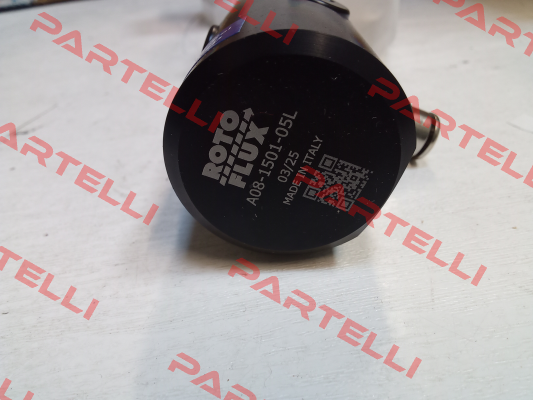 ROTO
FLUX
A08-1501-05L
03/25
MADE IN ITALY
PARTELLI
PARTELLI
PARTELLI
PARTELLI
PARTELLI
PARTELLI
PARTELLI
PARTELLI
PARTELLI